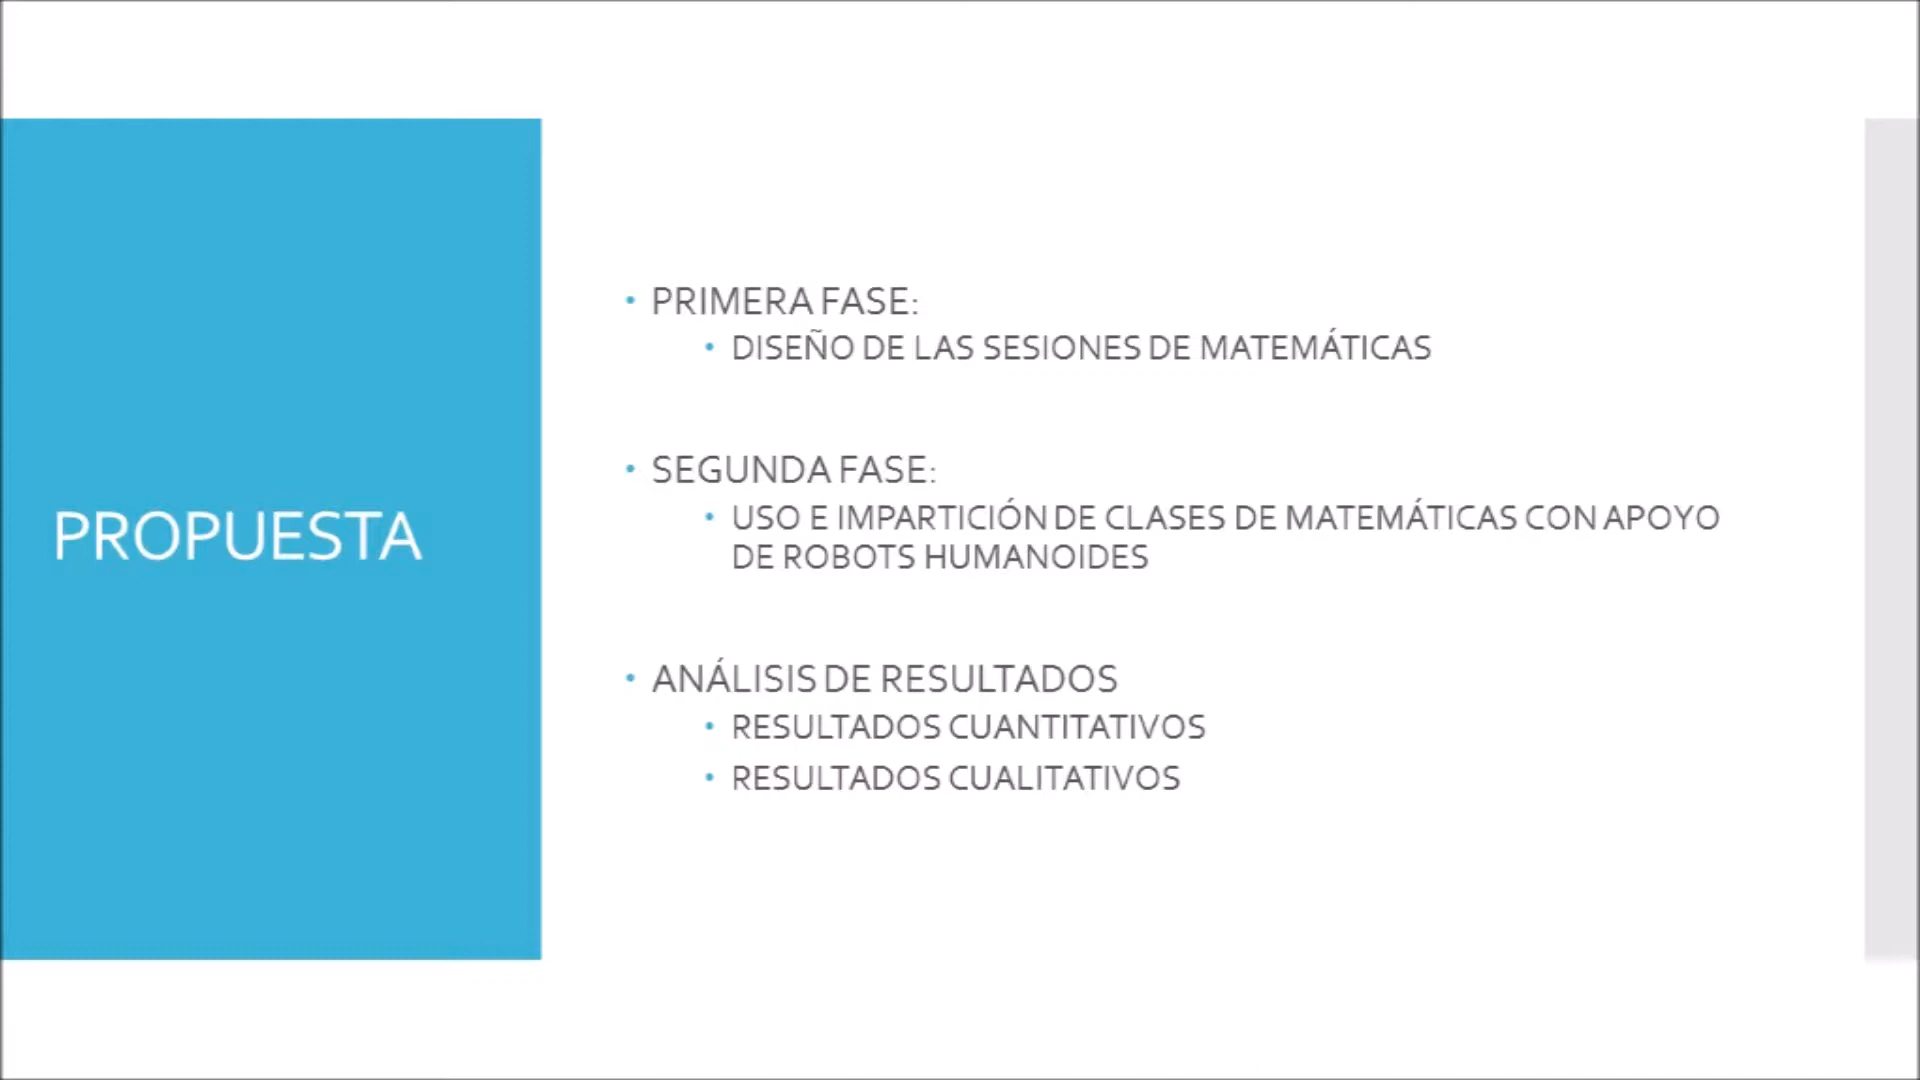 PROPUESTA
• PRIMERA FASE:
• DISEÑO DE LAS SESIONES DE MATEMÁTICAS
• SEGUNDA FASE:
• USO E IMPARTICIÓN DE CLASES DE MATEMÁTICAS CON APOYO
DE ROBOTS HUMANOIDES
• ANÁLISIS DE RESULTADOS
• RESULTADOS CUANTITATIVOS
• RESULTADOS CUALITATIVOS